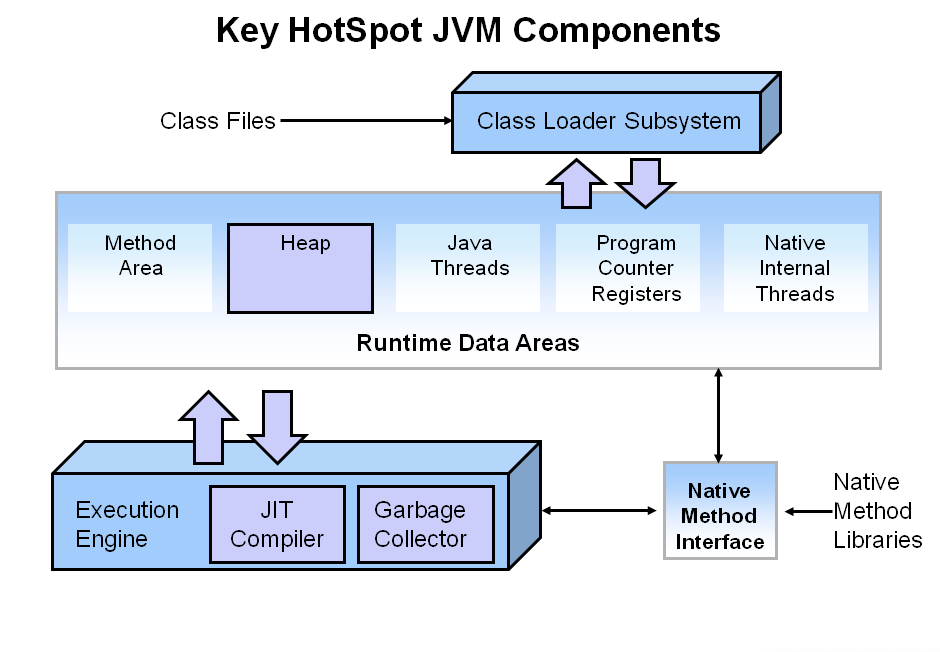 Key HotSpot JVM Components
Class Files
Class Loader Subsystem
Method
Area
Heap
Java
Threads
Program
Counter
Registers
Native
Internal
Threads
Runtime Data Areas
Execution
Engine
JIT
Compiler
Garbage
Collector
Native
Method
Interface
Native
Method
Libraries